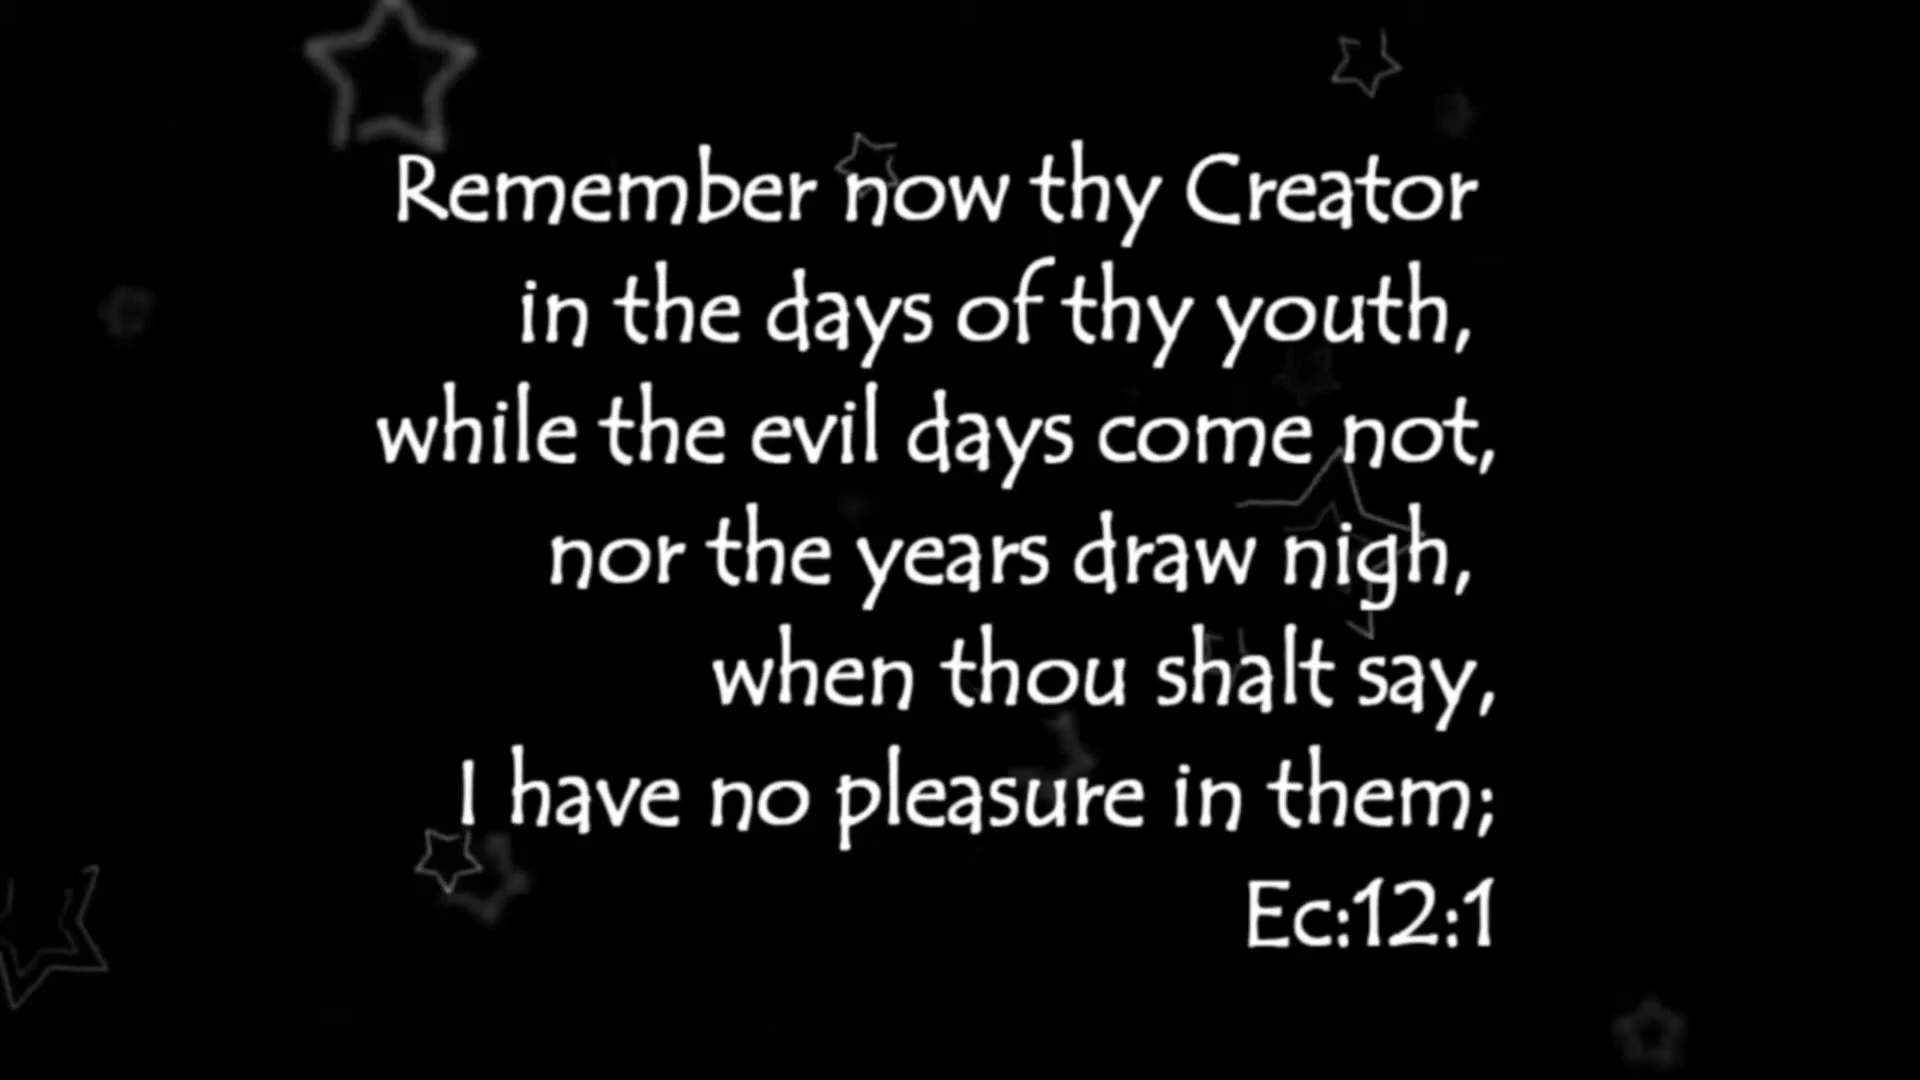 Remember now thy Creator
in the days of thy youth,
while the evil days come not,
nor the years draw nigh,
when thou shalt say,
I have no pleasure in them;
Ec:12:1